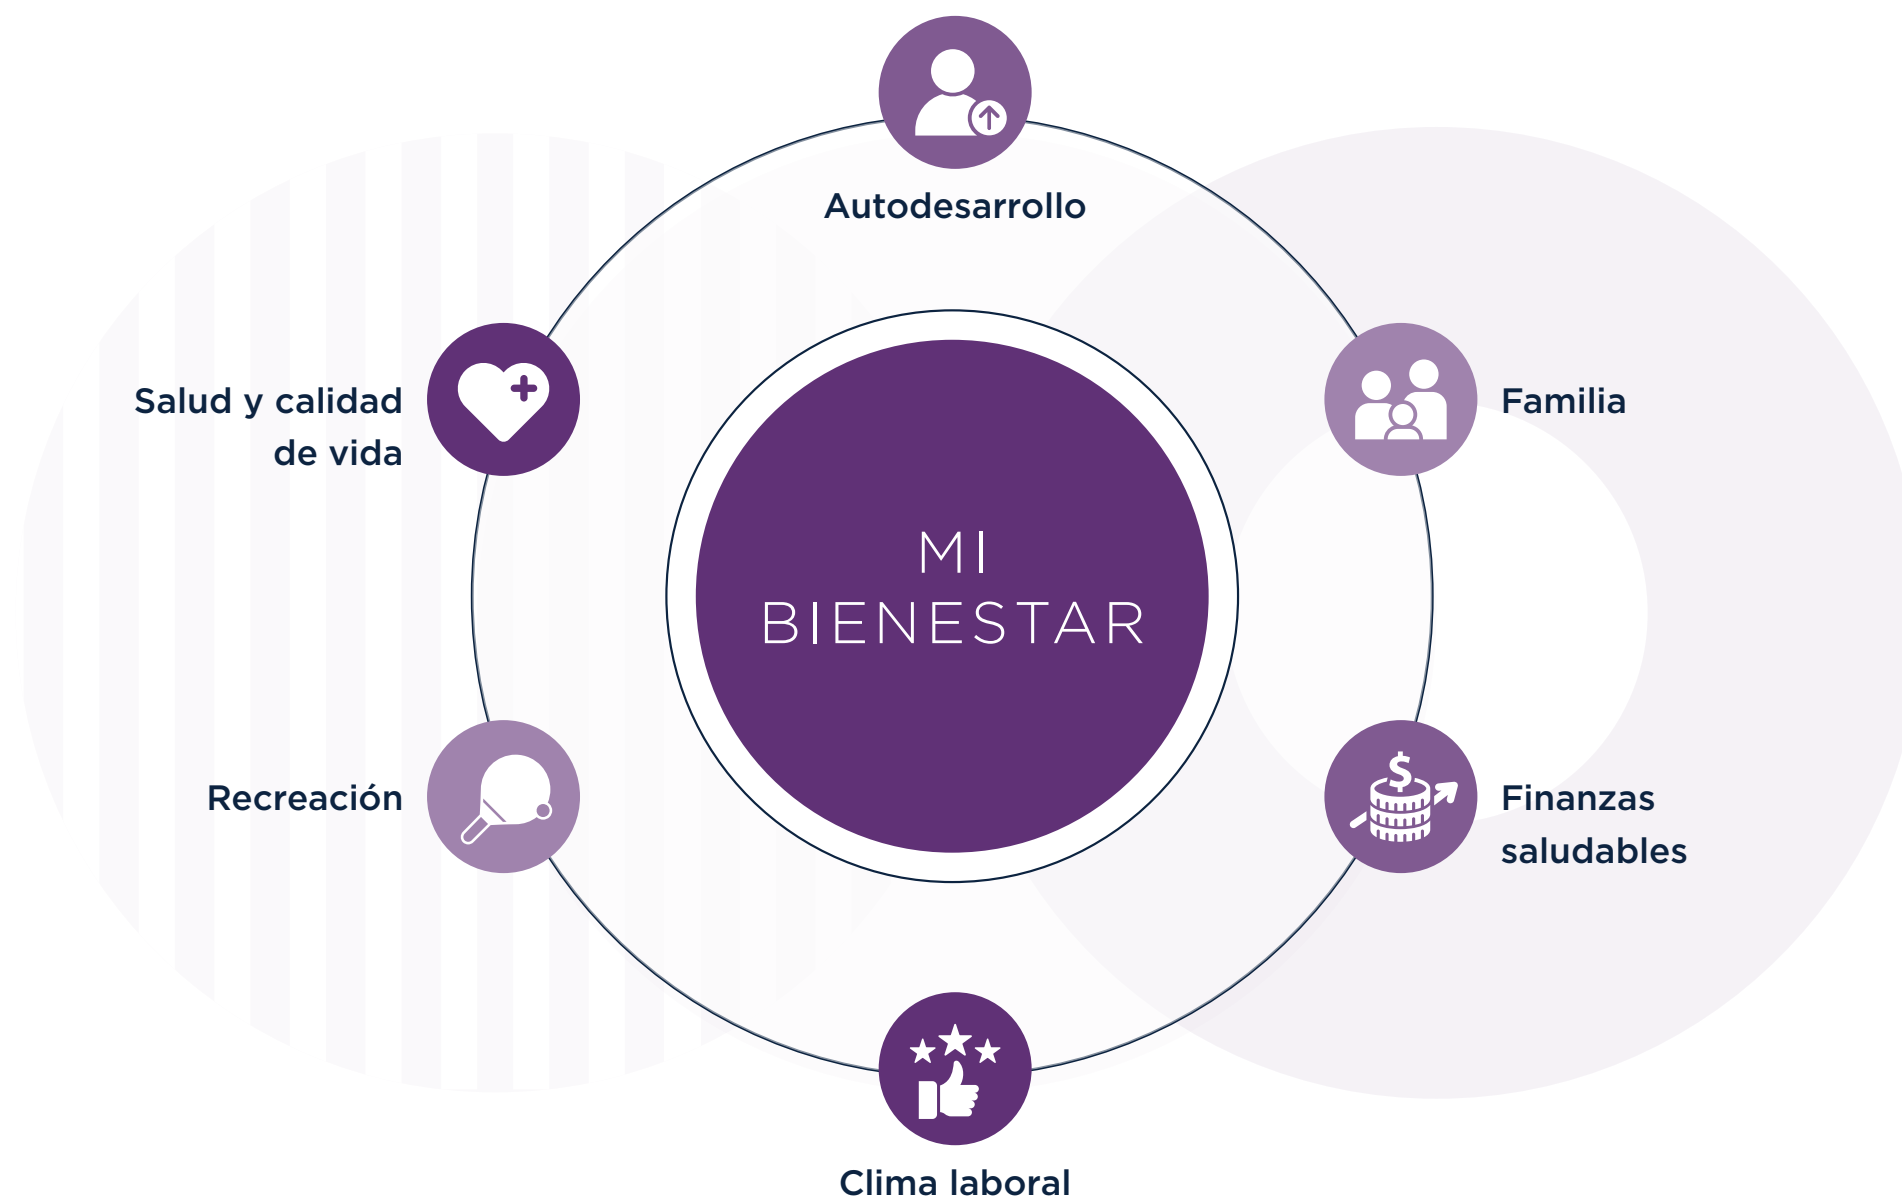 Autodesarrollo
Salud y calidad
de vida
Familia
MI
BIENESTAR
Recreación
$
Finanzas
saludables
Clima laboral